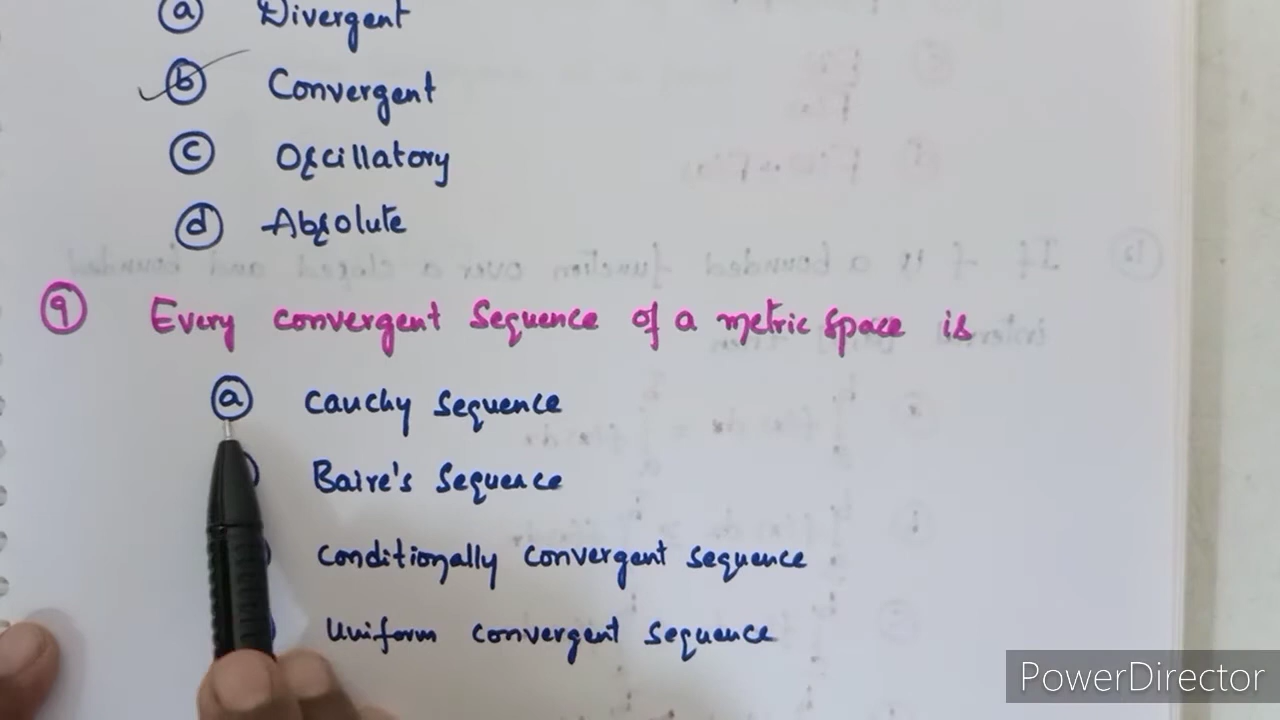 (a) Divergent
(b) Convergent
(c) Oscillatory
(d) Absolute
(9) Every convergent sequence of a metric space is
(a) Cauchy sequence
Baire's sequence
conditionally convergent sequence
Uniform convergent sequence
PowerDirector